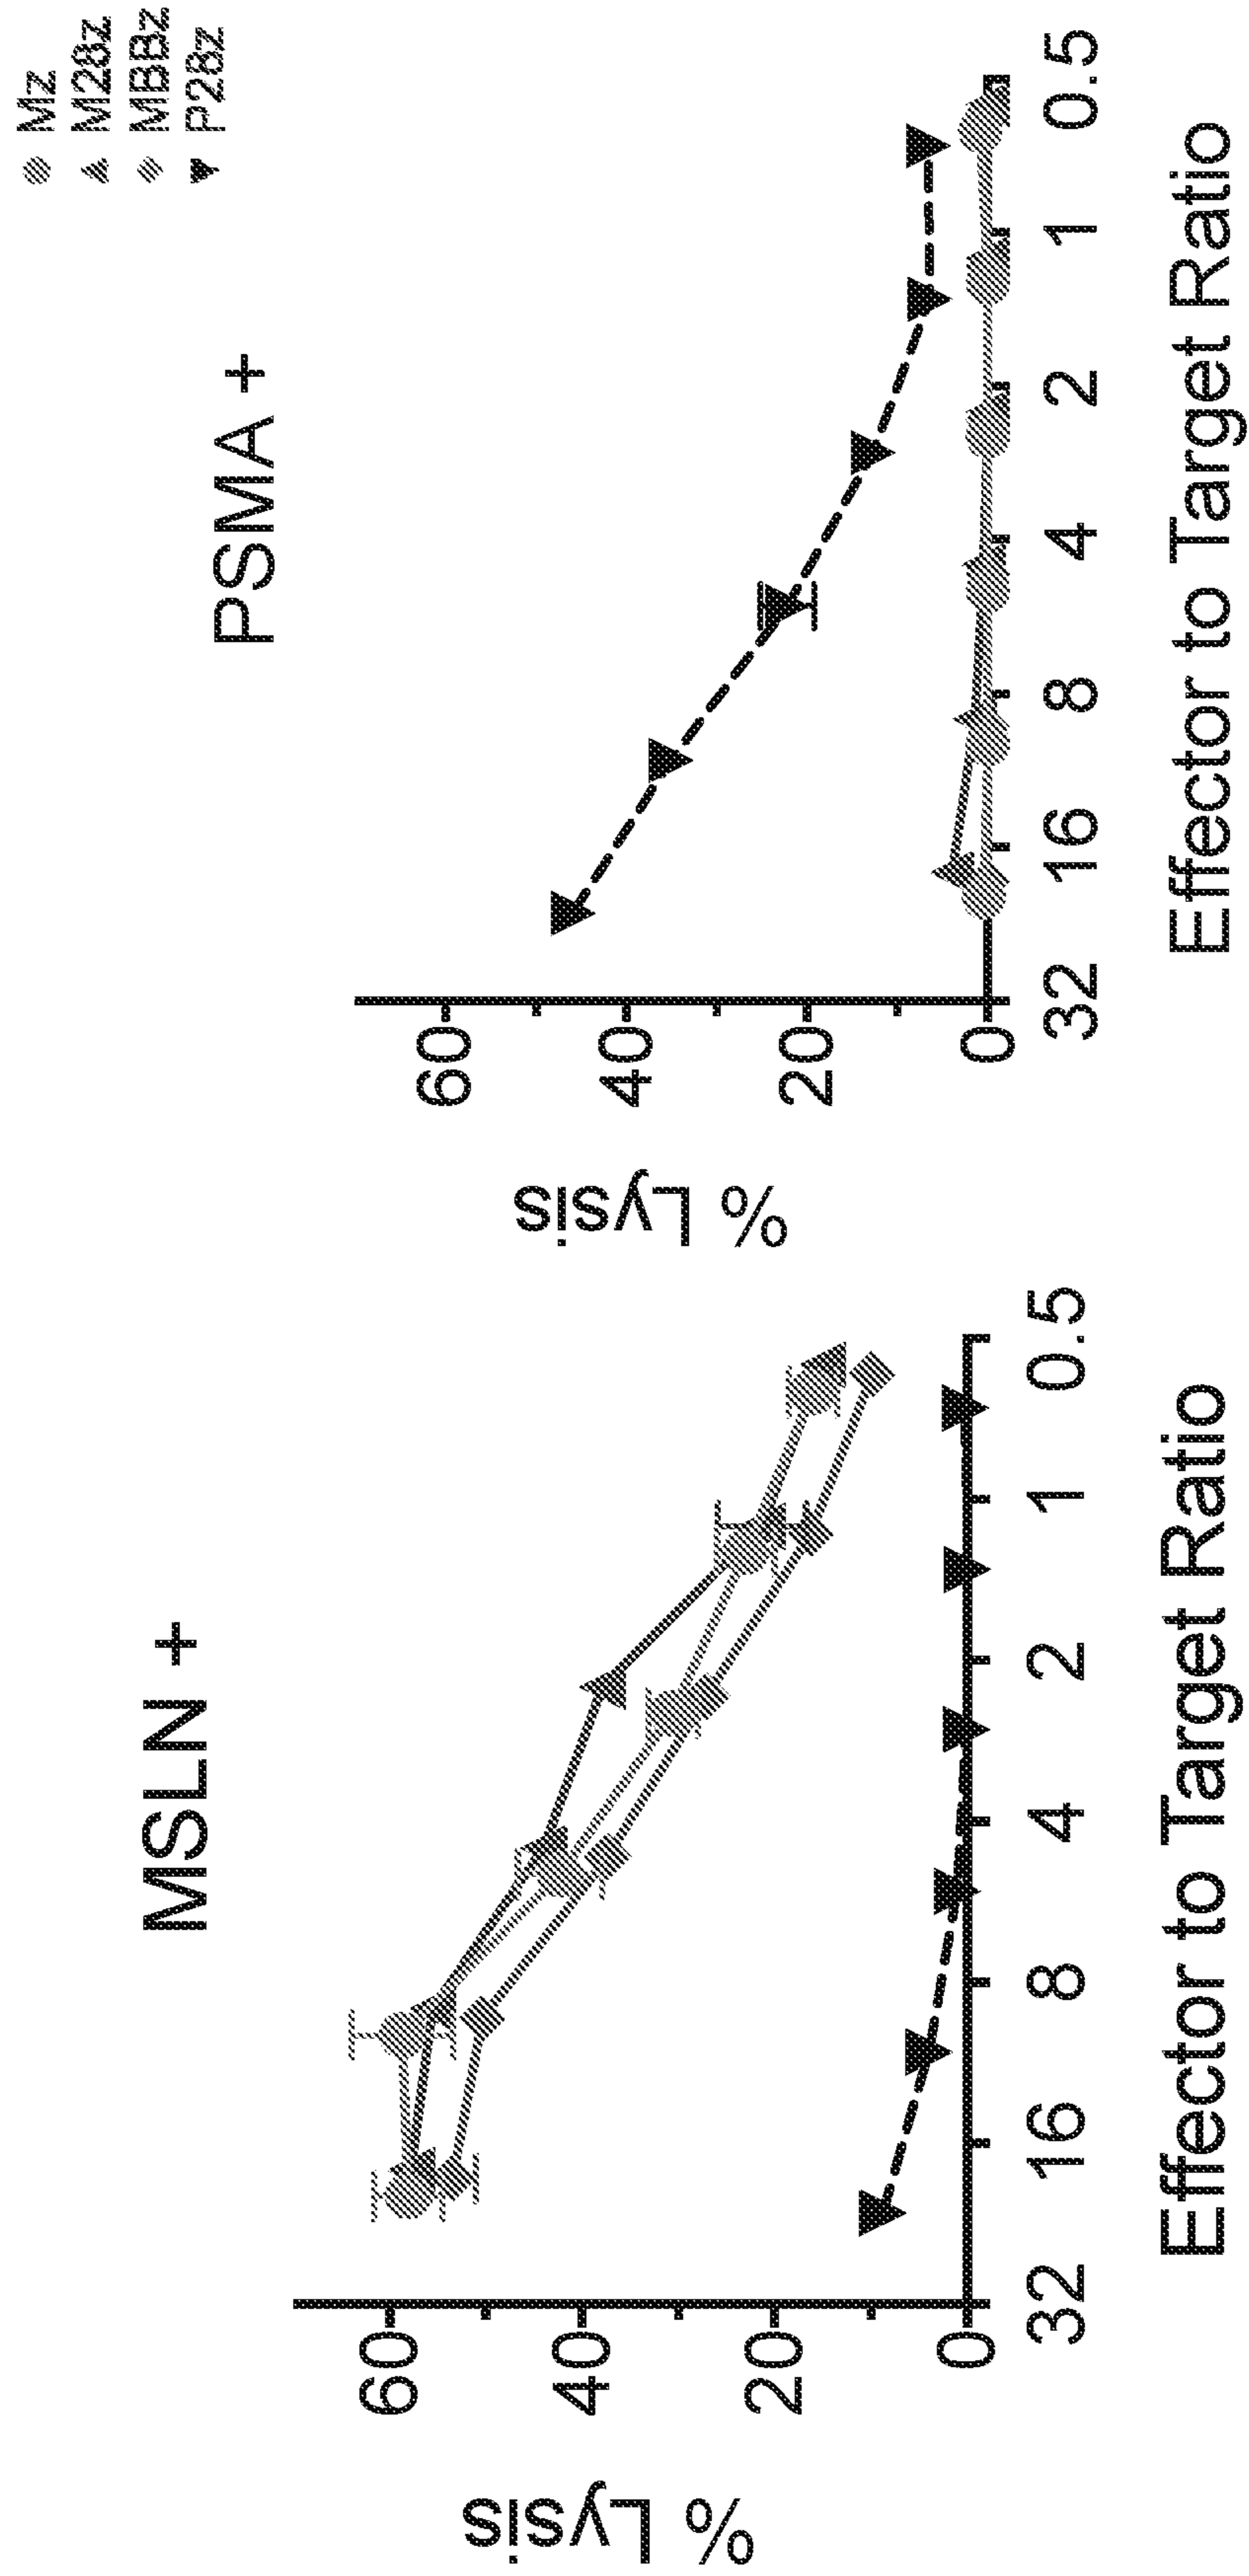 Mz
M28z
MBBz
P28z
MSLN +
% Lysis
60
40
20
0
32 16 8 4 2 1 0.5
Effector to Target Ratio
PSMA +
% Lysis
60
40
20
0
32 16 8 4 2 1 0.5
Effector to Target Ratio